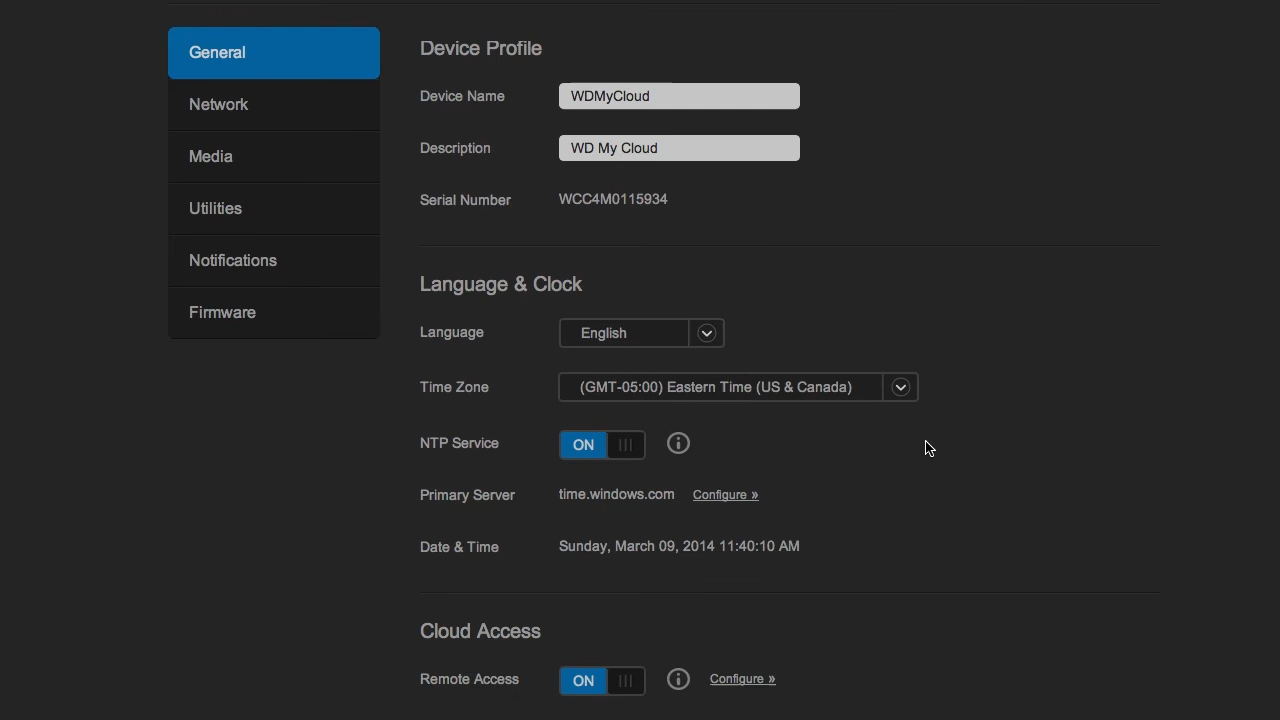 General
Network
Media
Utilities
Notifications
Firmware
Device Profile
Device Name WDMyCloud
Description WD My Cloud
Serial Number WCC4M0115934
Language & Clock
Language English
Time Zone (GMT-05:00) Eastern Time (US & Canada)
NTP Service ON
Primary Server time.windows.com Configure »
Date & Time Sunday, March 09, 2014 11:40:10 AM
Cloud Access
Remote Access ON Configure »